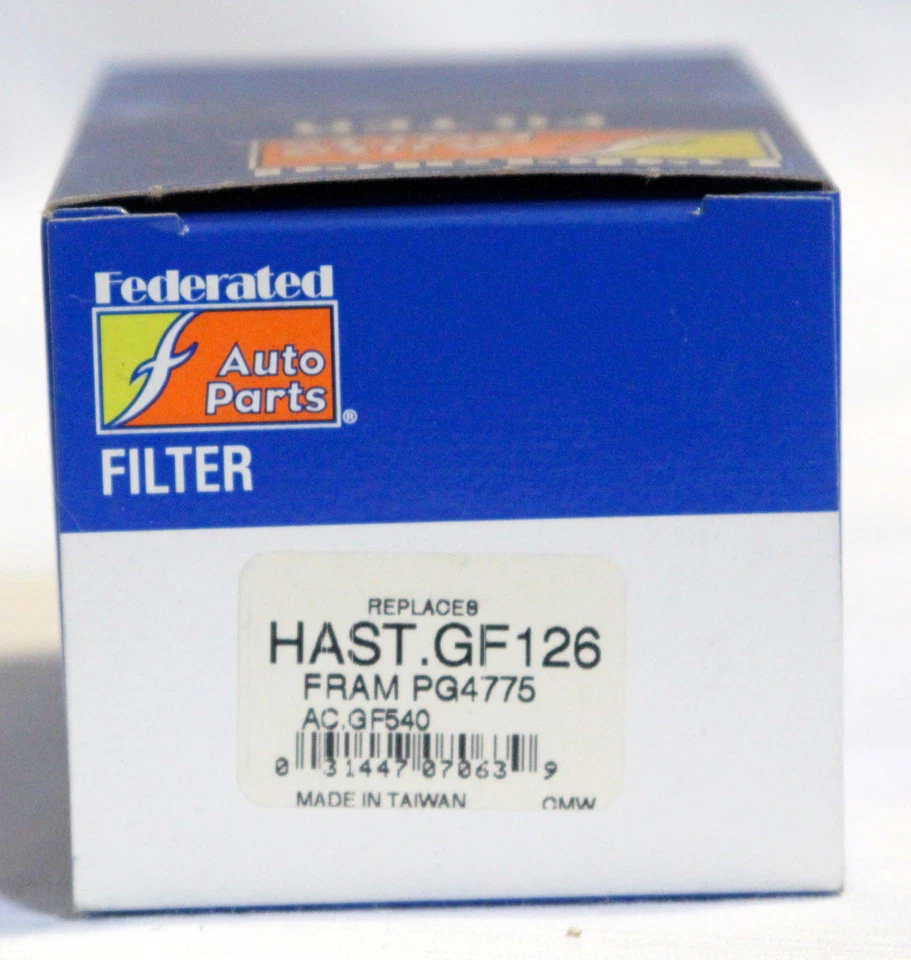 FILTER
Federated
Auto
Parts®
FILTER
REPLACES
HAST.GF126
FRAM PG4775
AC.GF540
0 31447 07063 9
MADE IN TAIWAN CMW